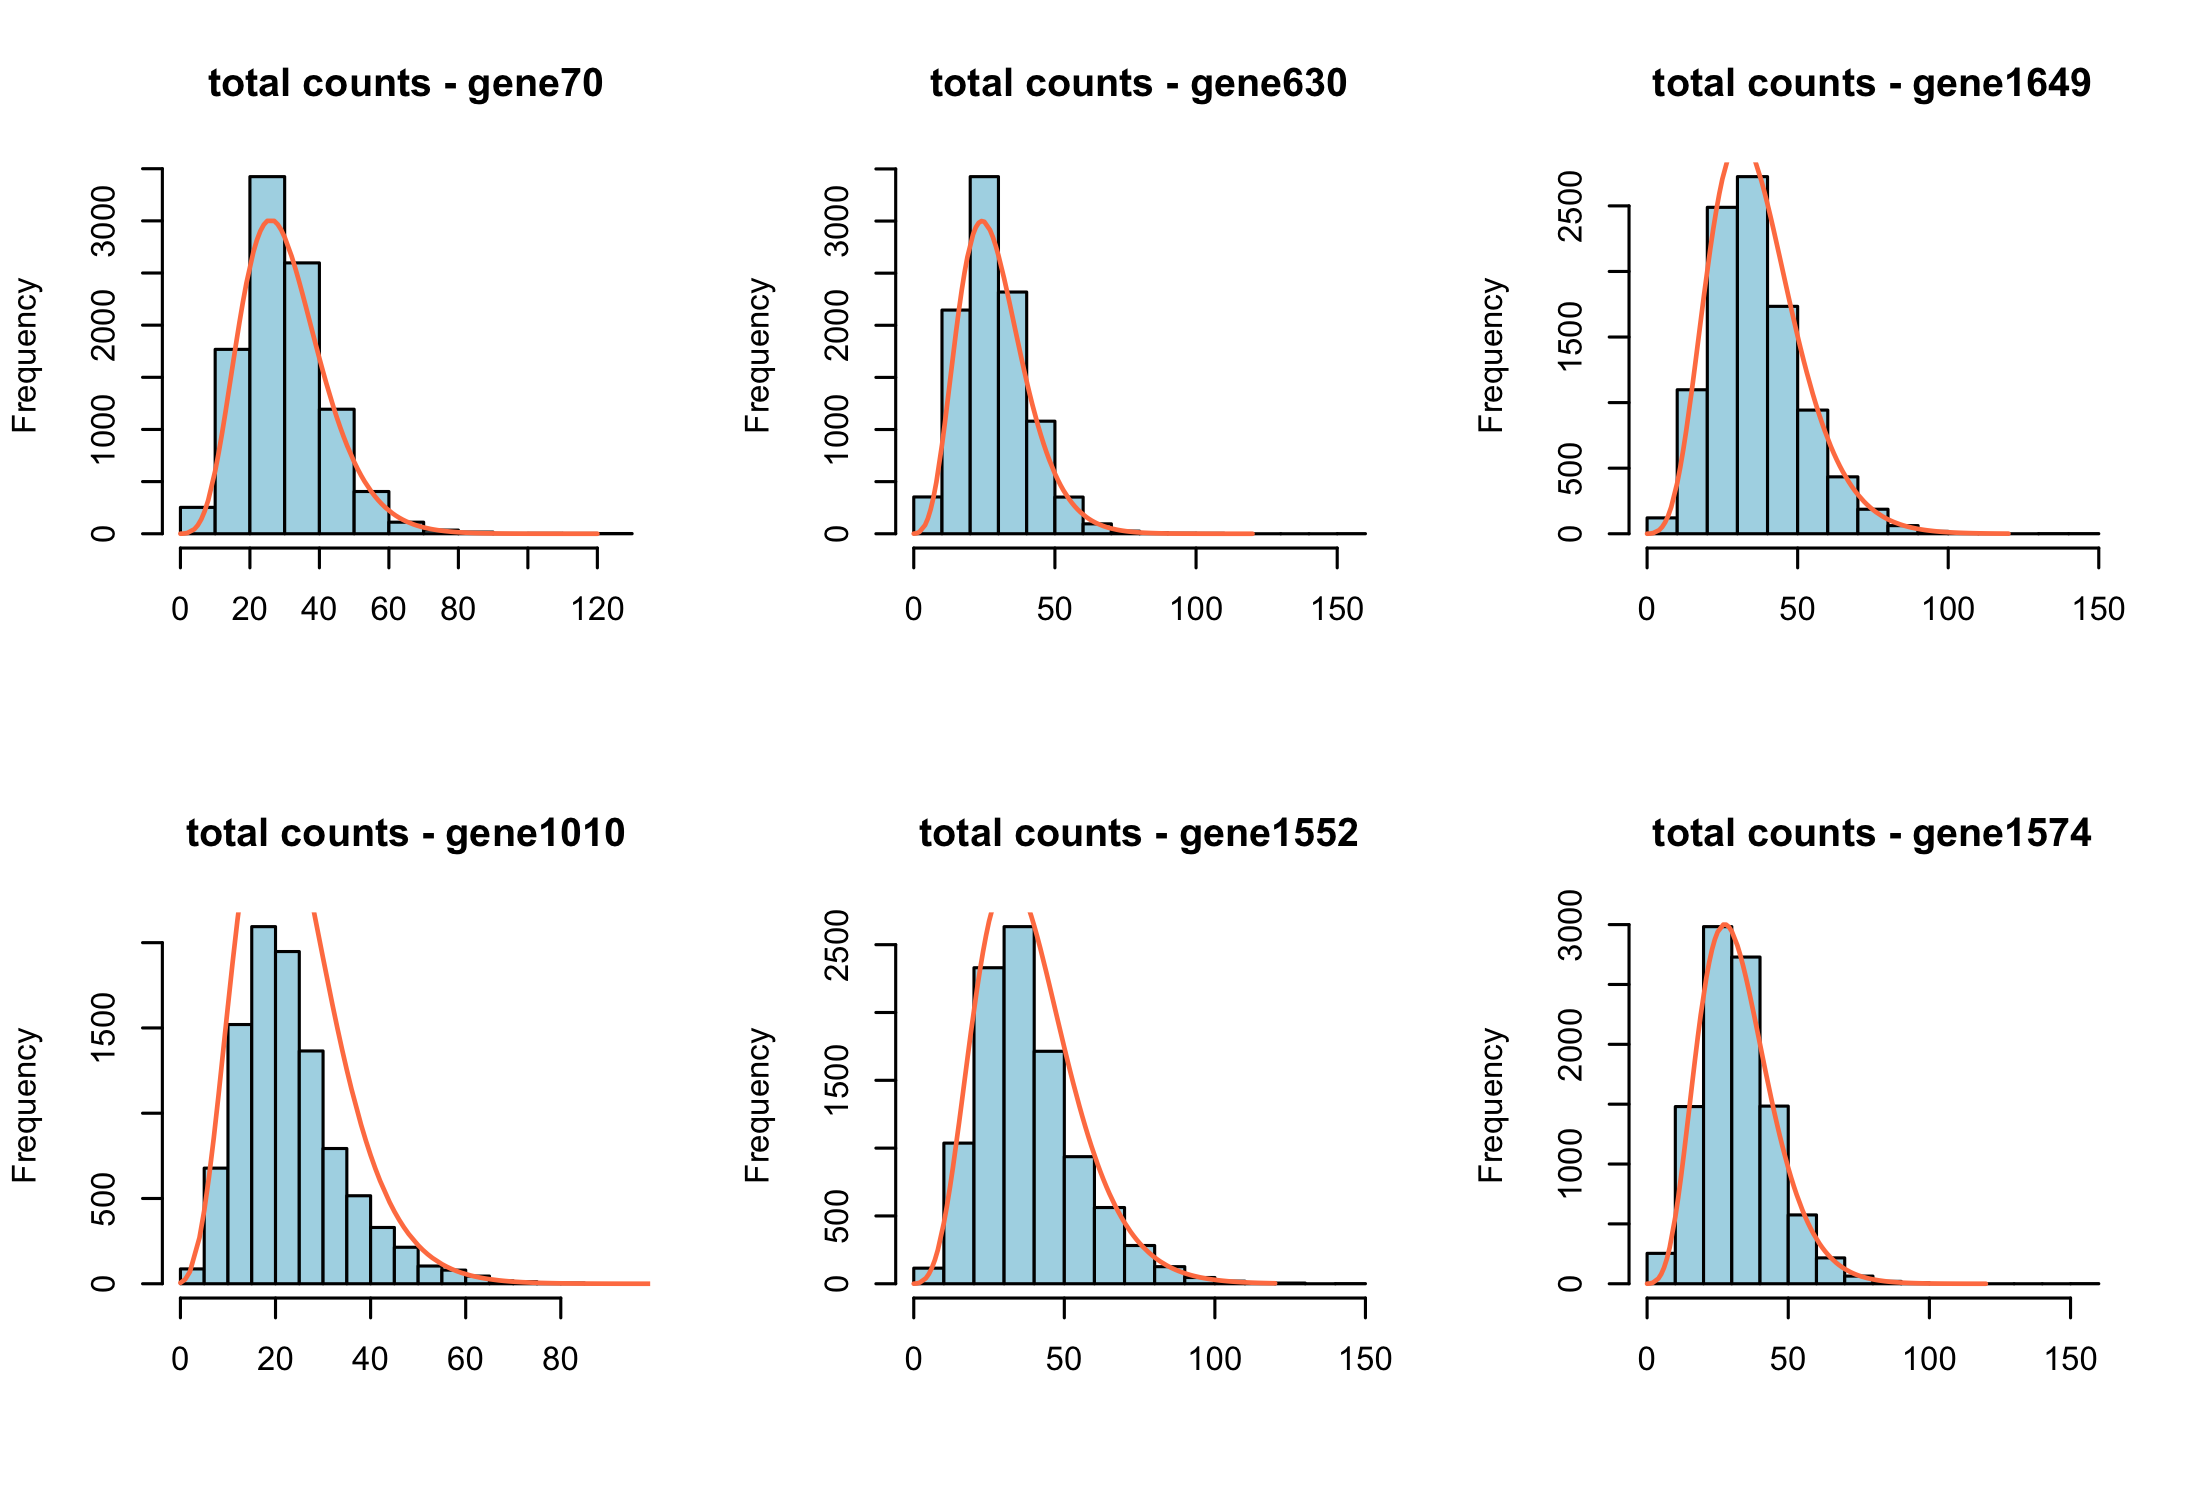 total counts - gene70
Frequency
0 1000 2000 3000
0 20 40 60 80 120
total counts - gene630
Frequency
0 1000 2000 3000
0 50 100 150
total counts - gene1649
Frequency
0 500 1500 2500
0 50 100 150
total counts - gene1010
Frequency
0 500 1500
0 20 40 60 80
total counts - gene1552
Frequency
0 500 1500 2500
0 50 100 150
total counts - gene1574
Frequency
0 1000 2000 3000
0 50 100 150